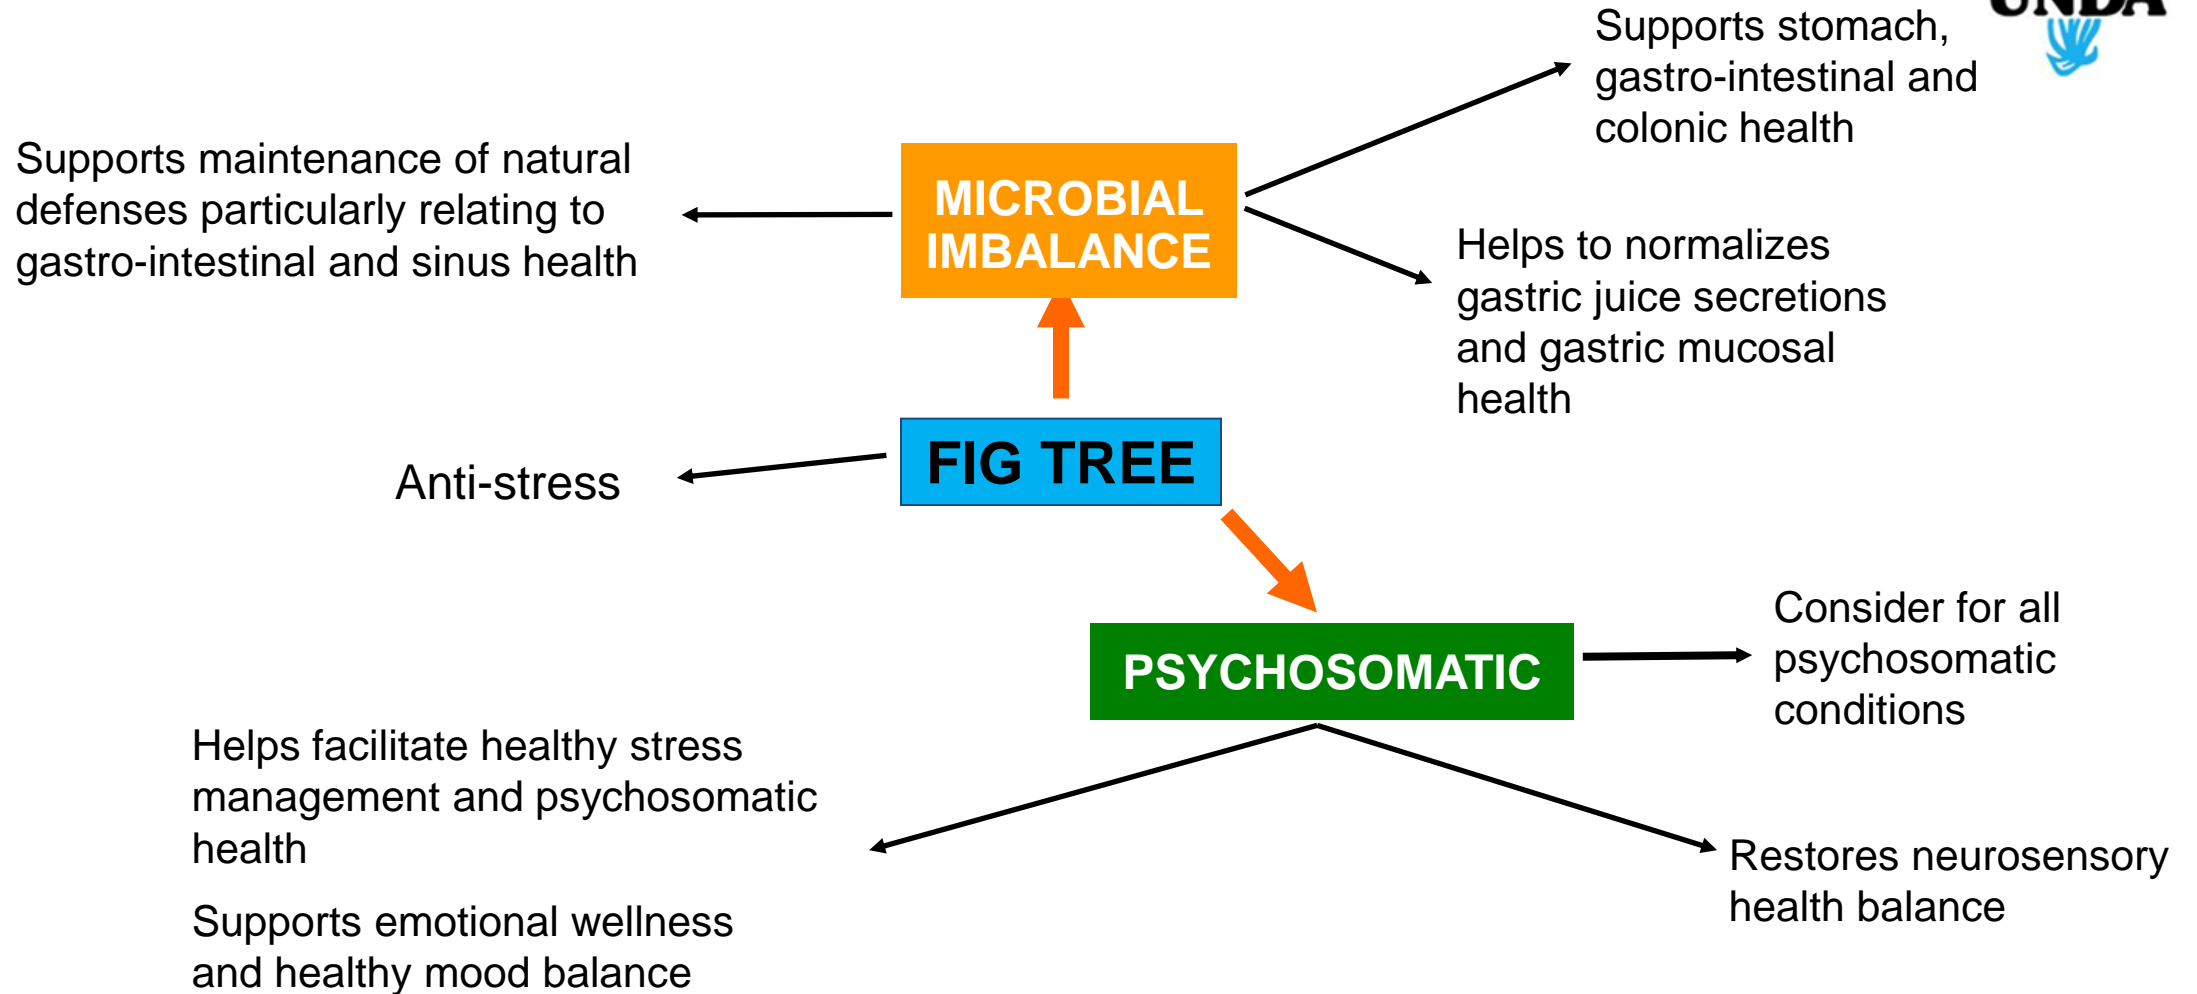 UNDA
Supports stomach,
gastro-intestinal and
colonic health
Supports maintenance of natural
defenses particularly relating to
gastro-intestinal and sinus health
MICROBIAL
IMBALANCE
Helps to normalizes
gastric juice secretions
and gastric mucosal
health
FIG TREE
Anti-stress
PSYCHOSOMATIC
Consider for all
psychosomatic
conditions
Helps facilitate healthy stress
management and psychosomatic
health
Supports emotional wellness
and healthy mood balance
Restores neurosensory
health balance